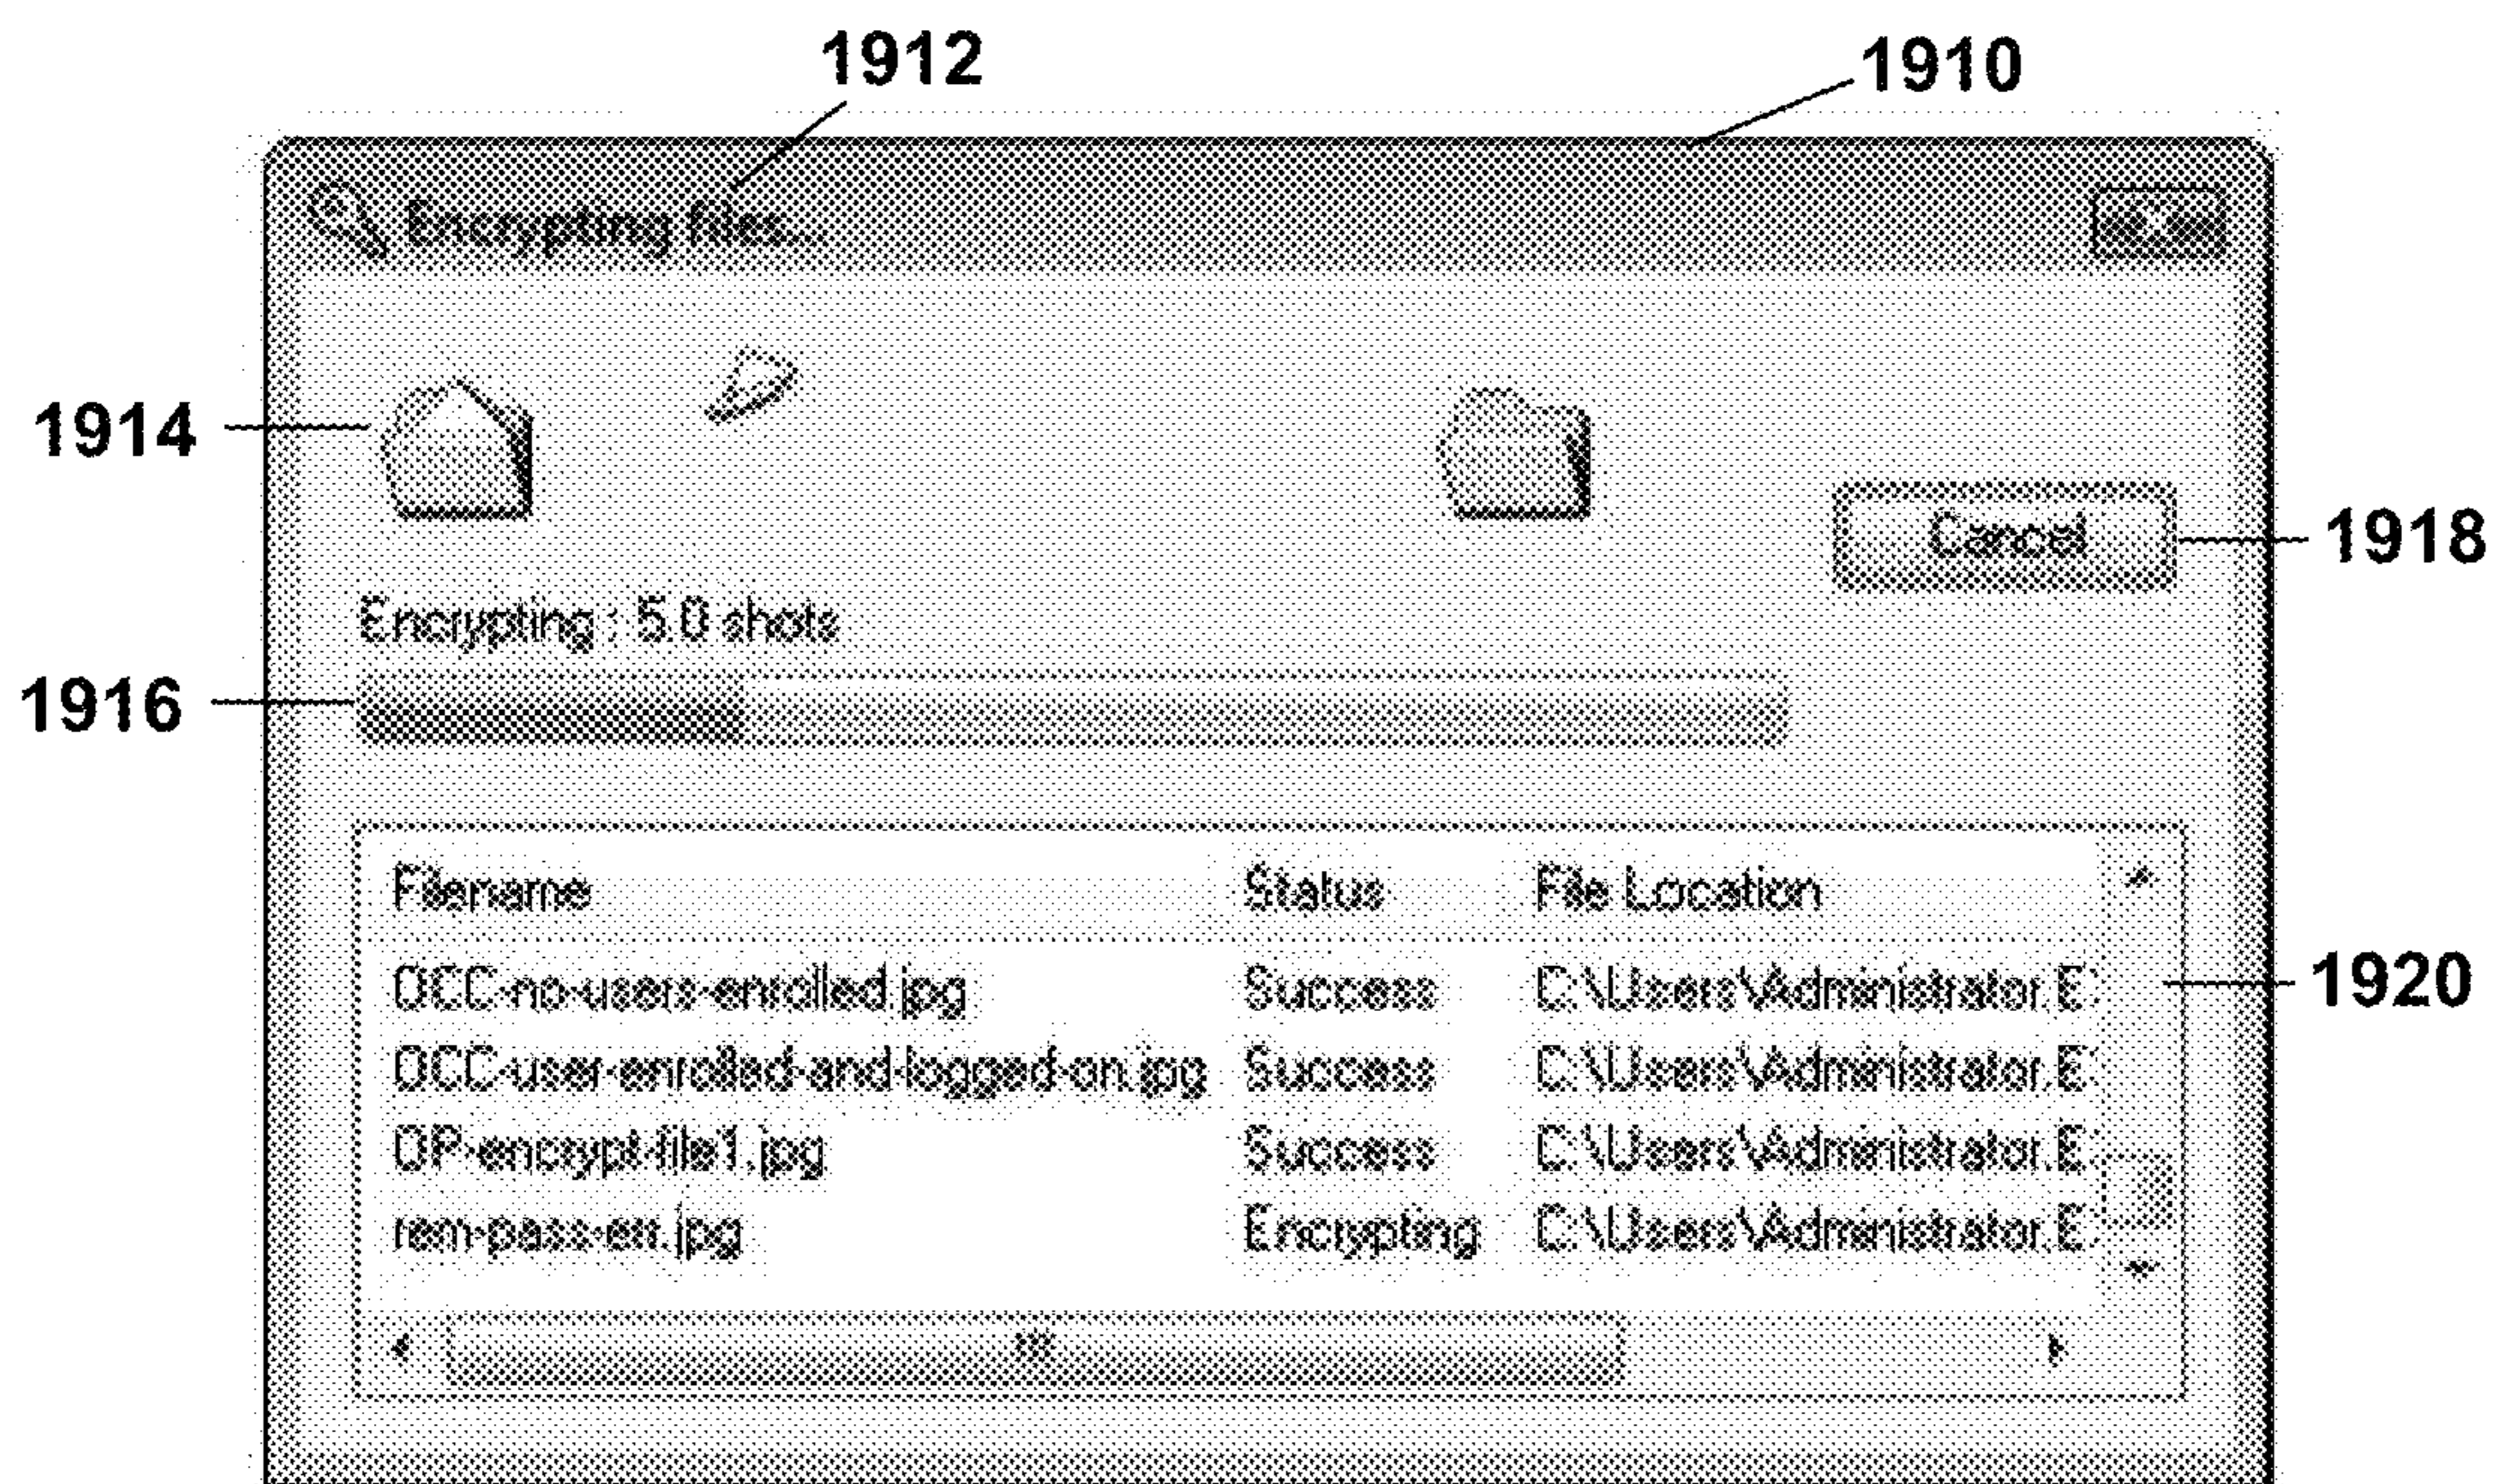 1912
1910
Encrypting files...
1914
Cancel
1918
Encrypting : 5.0 shots
1916
Filename Status File Location
OCC-no-users-enrolled.jpg Success C:\Users\Administrator.E
1920
OCC-user-enrolled-and-logged-on.jpg Success C:\Users\Administrator.E
OP-encrypt-file1.jpg Success C:\Users\Administrator.E
rem-pass-err.jpg Encrypting C:\Users\Administrator.E